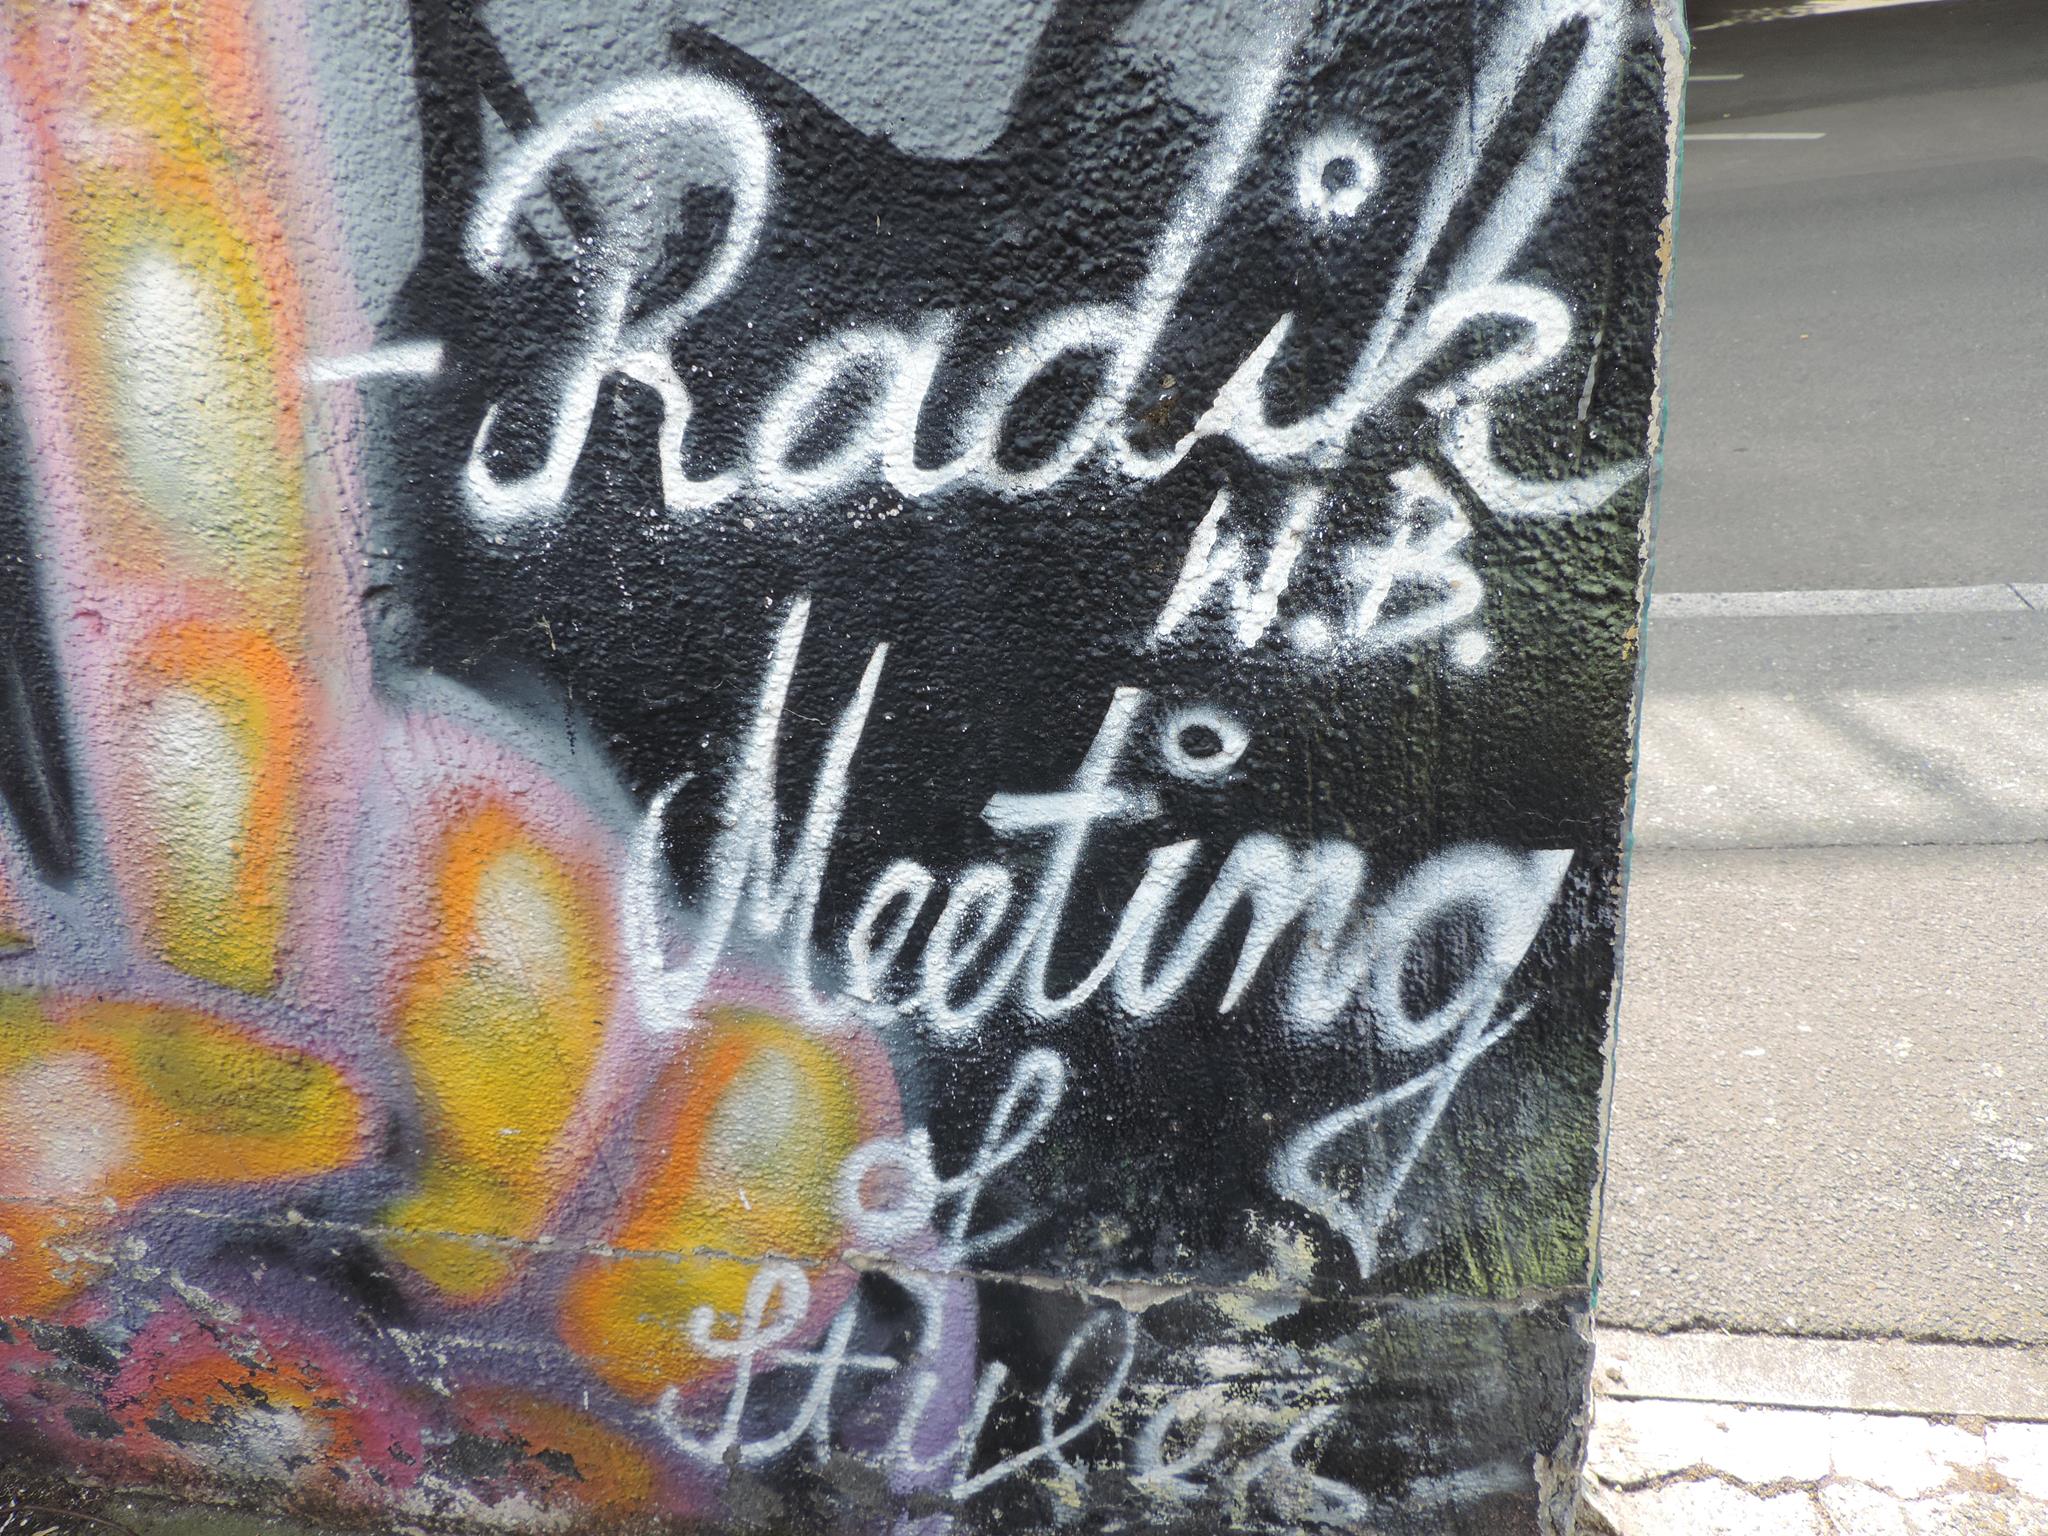 - Radik
N.B.
Meeting
of
Styles